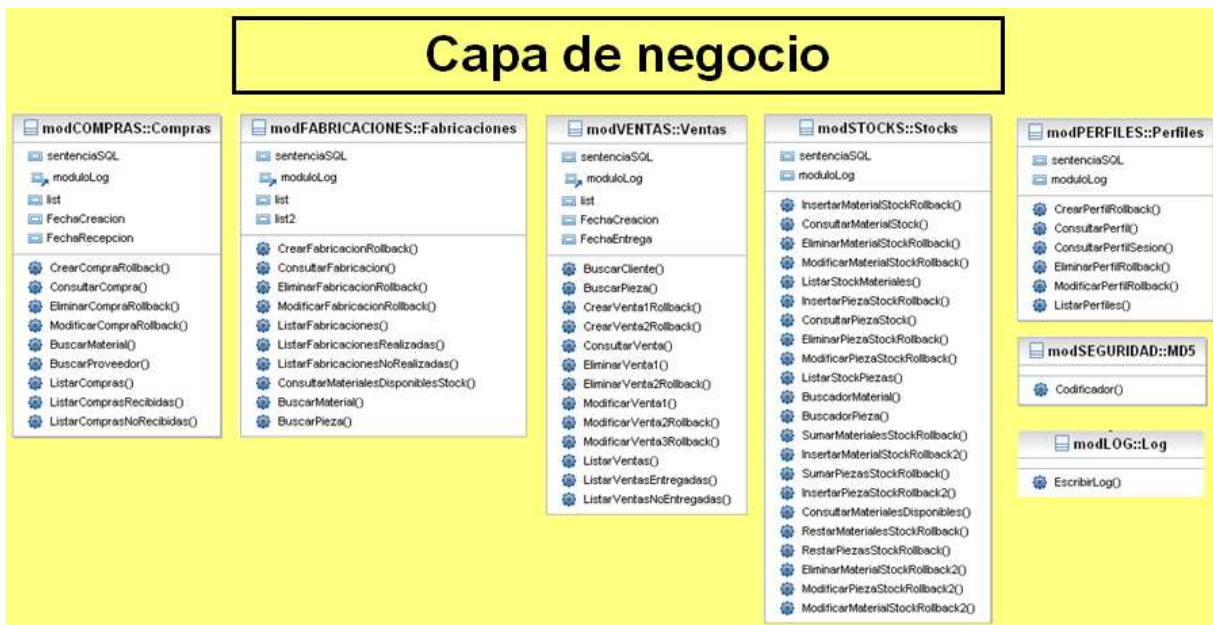 Capa de negocio
modCOMPRAS::Compras
sentenciaSQL
moduloLog
list
FechaCreacion
FechaRecepcion
CrearCompraRollback()
ConsultarCompra()
EliminarCompraRollback()
ModificarCompraRollback()
BuscarMaterial()
BuscarProveedor()
ListarCompras()
ListarComprasRecibidas()
ListarComprasNoRecibidas()
modFABRICACIONES::Fabricaciones
sentenciaSQL
moduloLog
list
list2
CrearFabricacionRollback()
ConsultarFabricacion()
EliminarFabricacionRollback()
ModificarFabricacionRollback()
ListarFabricaciones()
ListarFabricacionesRealizadas()
ListarFabricacionesNoRealizadas()
ConsultarMaterialesDisponiblesStock()
BuscarMaterial()
BuscarPieza()
modVENTAS::Ventas
sentenciaSQL
moduloLog
list
FechaCreacion
FechaEntrega
BuscarCliente()
BuscarPieza()
CrearVenta1Rollback()
CrearVenta2Rollback()
ConsultarVenta()
EliminarVenta1()
EliminarVenta2Rollback()
ModificarVenta1()
ModificarVenta2Rollback()
ModificarVenta3Rollback()
ListarVentas()
ListarVentasEntregadas()
ListarVentasNoEntregadas()
modSTOCKS::Stocks
sentenciaSQL
moduloLog
InsertarMaterialStockRollback()
ConsultarMaterialStock()
EliminarMaterialStockRollback()
ModificarMaterialStockRollback()
ListarStockMateriales()
InsertarPiezaStockRollback()
ConsultarPiezaStock()
EliminarPiezaStockRollback()
ModificarPiezaStockRollback()
ListarStockPiezas()
BuscadorMaterial()
BuscadorPieza()
SumarMaterialesStockRollback()
InsertarMaterialStockRollback2()
SumarPiezasStockRollback()
InsertarPiezaStockRollback2()
ConsultarMaterialesDisponibles()
RestarMaterialesStockRollback()
RestarPiezasStockRollback()
EliminarMaterialStockRollback2()
ModificarPiezaStockRollback2()
ModificarMaterialStockRollback2()
modPERFILES::Perfiles
sentenciaSQL
moduloLog
CrearPerfilRollback()
ConsultarPerfil()
ConsultarPerfilSesion()
EliminarPerfilRollback()
ModificarPerfilRollback()
ListarPerfiles()
modSEGURIDAD::MD5
Codificador()
modLOG::Log
EscribirLog()